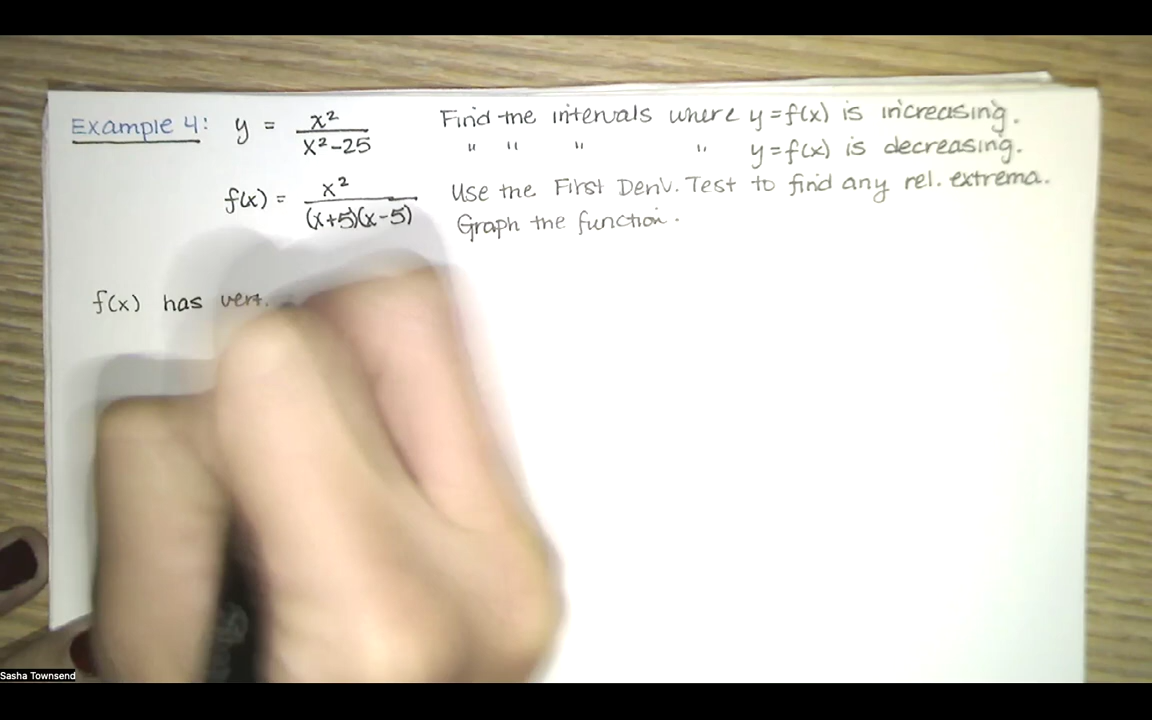 Example 4: y = x²/(x²-25) Find the intervals where y=f(x) is increasing.
" " " " y=f(x) is decreasing.
f(x) = x²/((x+5)(x-5)) Use the First Deriv. Test to find any rel. extrema.
Graph the function.
f(x) has vert.
Sasha Townsend